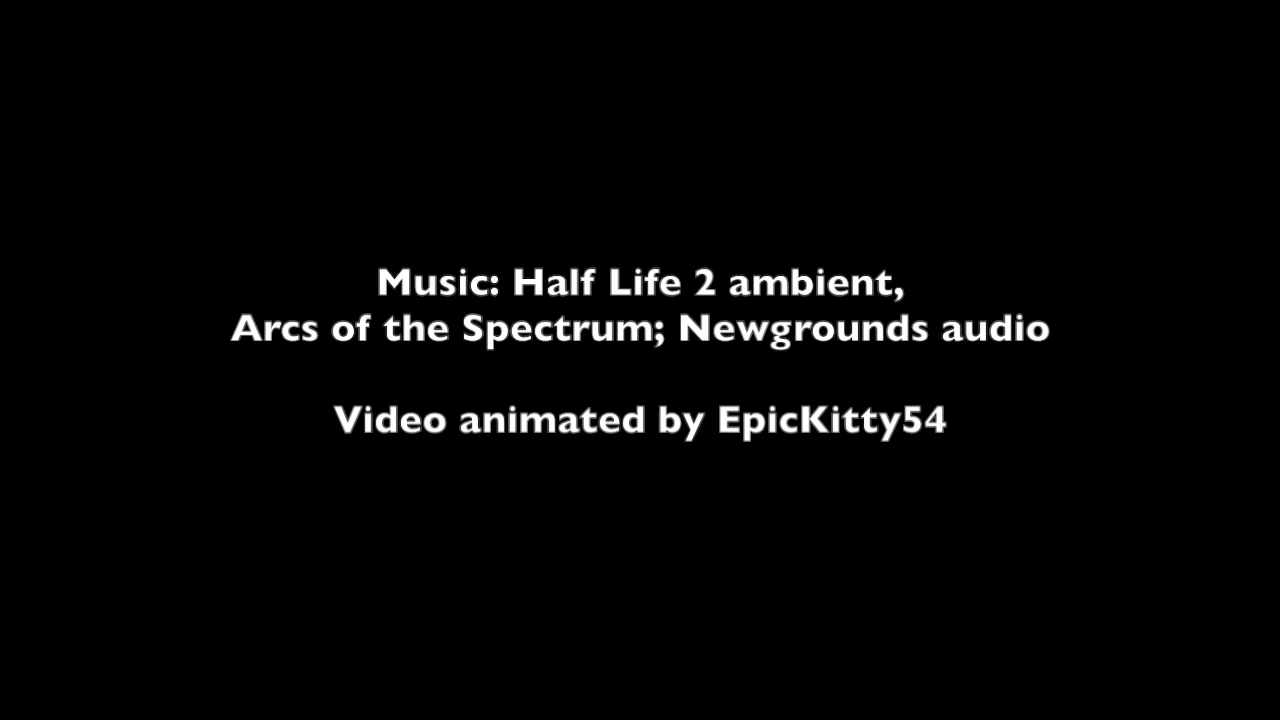 Music: Half Life 2 ambient,
Arcs of the Spectrum; Newgrounds audio
Video animated by EpicKitty54